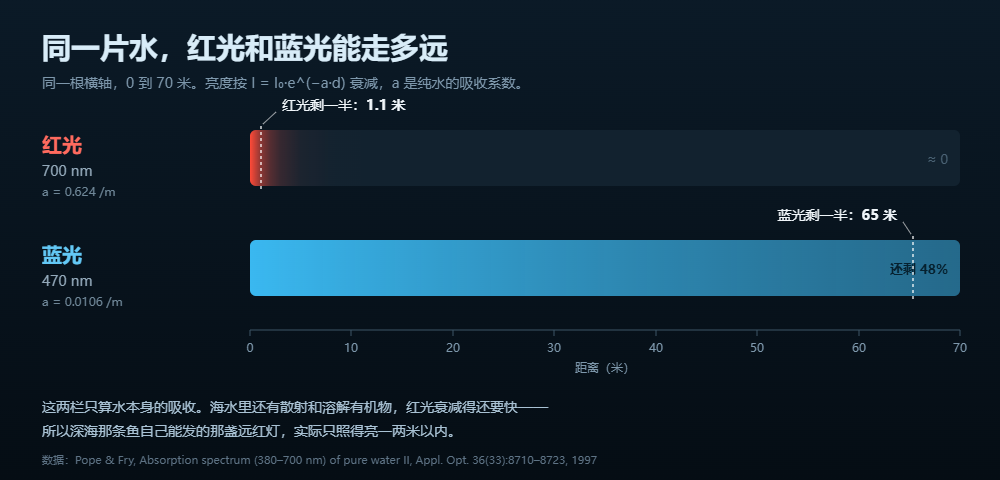 同一片水，红光和蓝光能走多远
同一根横轴，0 到 70 米。亮度按 I = I₀·e^(−a·d) 衰减，a 是纯水的吸收系数。
红光剩一半：1.1 米
红光
700 nm
a = 0.624 /m
≈ 0
蓝光剩一半：65 米
蓝光
470 nm
a = 0.0106 /m
还剩 48%
0 10 20 30 40 50 60 70
距离（米）
这两栏只算水本身的吸收。海水里还有散射和溶解有机物，红光衰减得还要快——
所以深海那条鱼自己能发的那盏远红灯，实际只照得亮一两米以内。
数据：Pope & Fry, Absorption spectrum (380–700 nm) of pure water II, Appl. Opt. 36(33):8710–8723, 1997